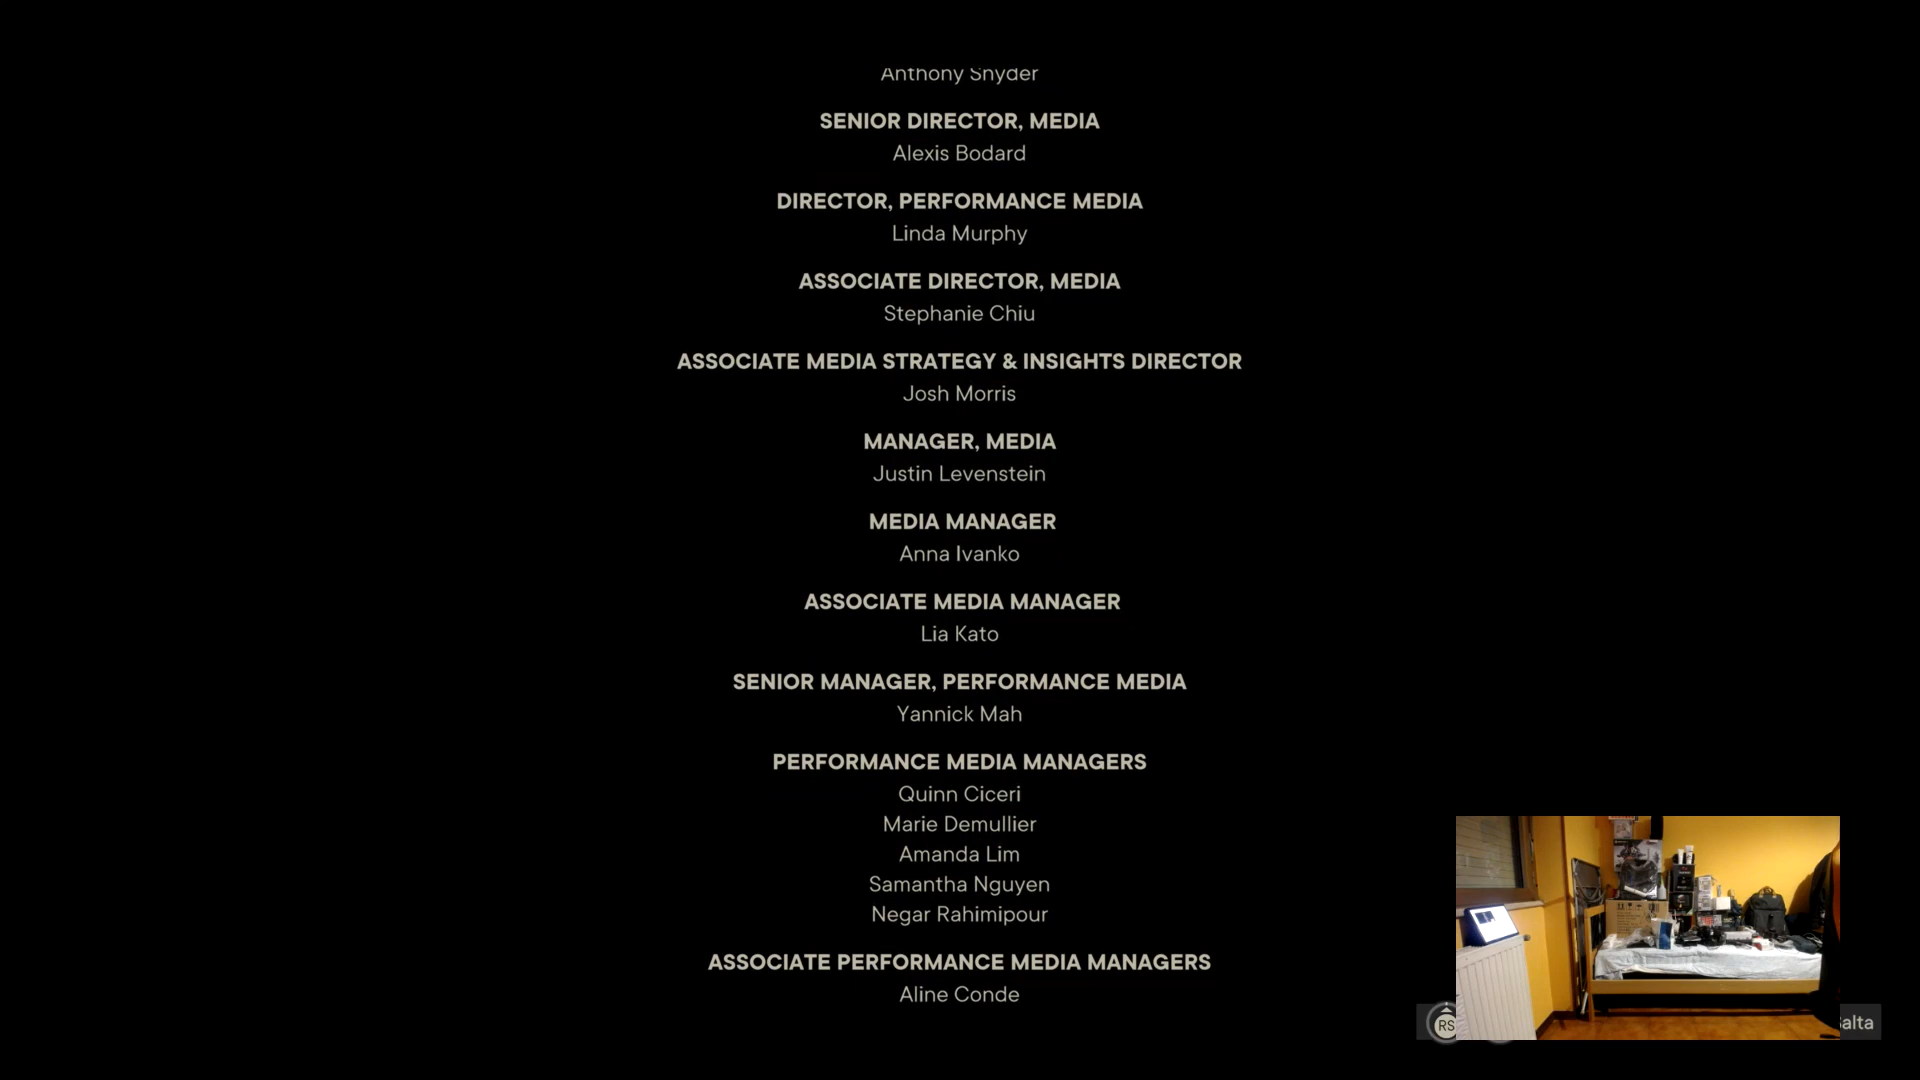 Anthony Snyder
SENIOR DIRECTOR, MEDIA
Alexis Bodard
DIRECTOR, PERFORMANCE MEDIA
Linda Murphy
ASSOCIATE DIRECTOR, MEDIA
Stephanie Chiu
ASSOCIATE MEDIA STRATEGY & INSIGHTS DIRECTOR
Josh Morris
MANAGER, MEDIA
Justin Levenstein
MEDIA MANAGER
Anna Ivanko
ASSOCIATE MEDIA MANAGER
Lia Kato
SENIOR MANAGER, PERFORMANCE MEDIA
Yannick Mah
PERFORMANCE MEDIA MANAGERS
Quinn Ciceri
Marie Demullier
Amanda Lim
Samantha Nguyen
Negar Rahimipour
ASSOCIATE PERFORMANCE MEDIA MANAGERS
Aline Conde
RS
alta